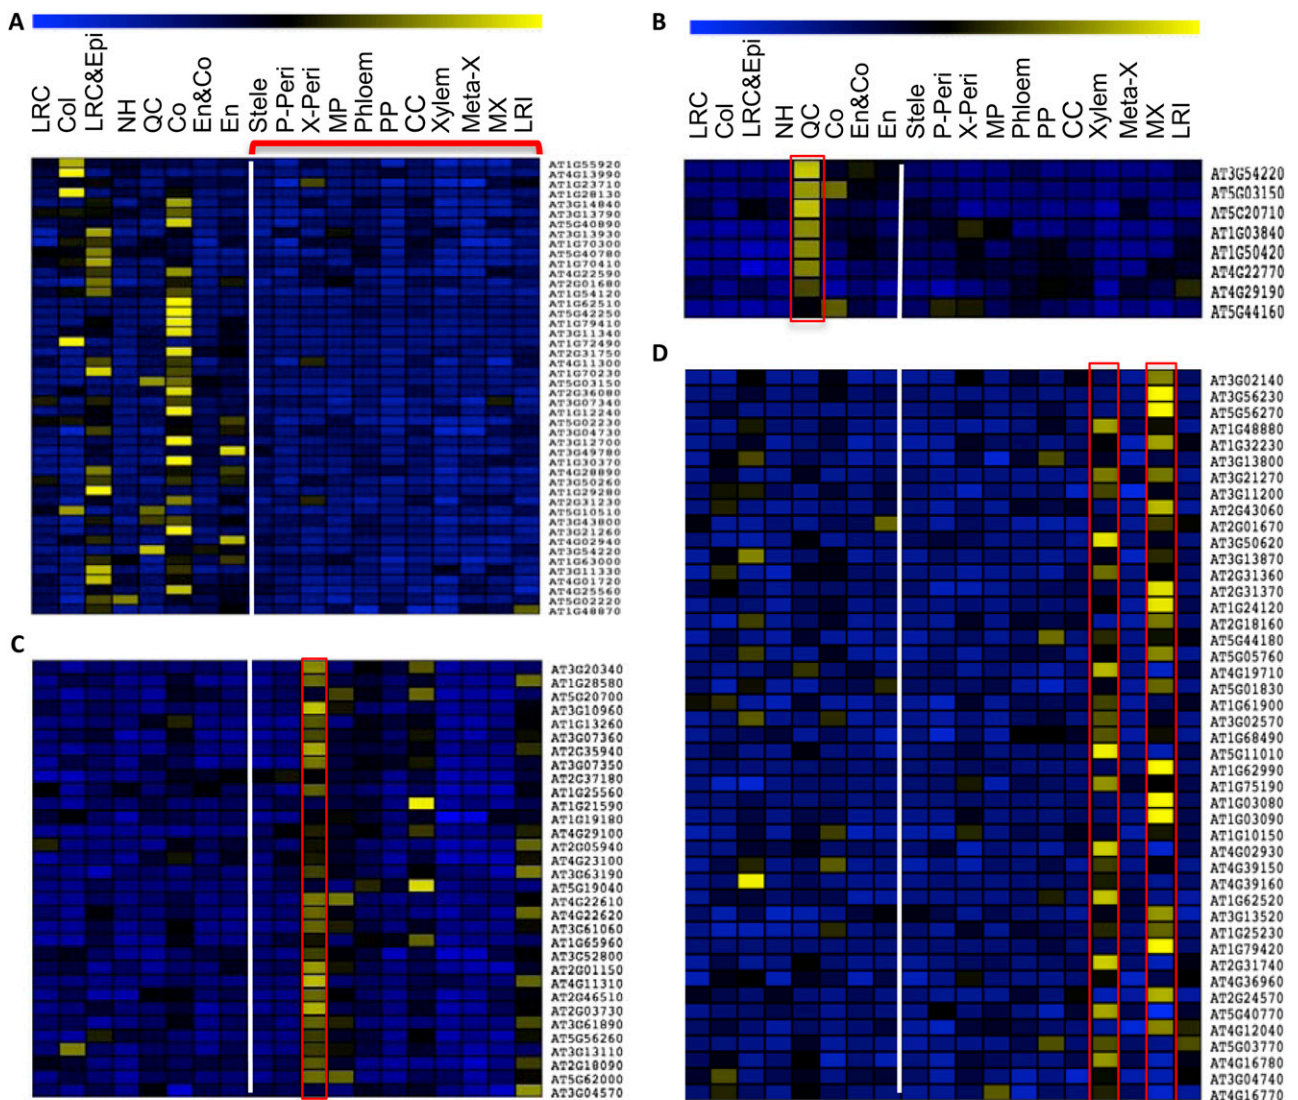 A
LRC Col LRC&Epi NH QC Co En&Co En Stele P-Peri X-Peri MP Phloem PP CC Xylem Meta-X MX LRI
AT1G55920
AT4G13990
AT1G23710
AT1G28130
AT3G14840
AT3G13790
AT5G40890
AT3G13930
AT1G70300
AT5G40780
AT1G70410
AT4G22590
AT2G01680
AT1G54120
AT1G62510
AT5G42250
AT1G79410
AT3G11340
AT1G72490
AT2G31750
AT4G11300
AT1G70230
AT5G03150
AT2G36080
AT3G07340
AT1G12240
AT5G02230
AT3G04730
AT3G12700
AT3G49780
AT1G30370
AT4G28890
AT3G50260
AT1G29280
AT2G31230
AT5G10510
AT3G43800
AT3G21260
AT4G02940
AT3G54220
AT1G63000
AT3G11330
AT4G01720
AT4G25560
AT5G02220
AT1G48870
B
LRC Col LRC&Epi NH QC Co En&Co En Stele P-Peri X-Peri MP Phloem PP CC Xylem Meta-X MX LRI
AT3G54220
AT5G03150
AT5G20710
AT1G03840
AT1G50420
AT4G22770
AT4G29190
AT5G44160
C
AT3G20340
AT1G28580
AT5G20700
AT3G10960
AT1G13260
AT3G07360
AT2G35940
AT3G07350
AT2G37180
AT1G25560
AT1G21590
AT1G19180
AT4G29100
AT2G05940
AT4G23100
AT3G63190
AT5G19040
AT4G22610
AT4G22620
AT3G61060
AT1G65960
AT3G52800
AT2G01150
AT4G11310
AT2G46510
AT2G03730
AT3G61890
AT5G56260
AT3G13110
AT2G18090
AT5G62000
AT3G04570
D
AT3G02140
AT3G56230
AT5G56270
AT1G48880
AT1G32230
AT3G13800
AT3G21270
AT3G11200
AT2G43060
AT2G01670
AT3G50620
AT3G13870
AT2G31360
AT2G31370
AT1G24120
AT2G18160
AT5G44180
AT5G05760
AT4G19710
AT5G01830
AT1G61900
AT3G02570
AT1G68490
AT5G11010
AT1G62990
AT1G75190
AT1G03080
AT1G03090
AT1G10150
AT4G02930
AT4G39150
AT4G39160
AT1G62520
AT3G13520
AT1G25230
AT1G79420
AT2G31740
AT4G36960
AT2G24570
AT5G40770
AT4G12040
AT5G03770
AT4G16780
AT3G04740
AT4G16770